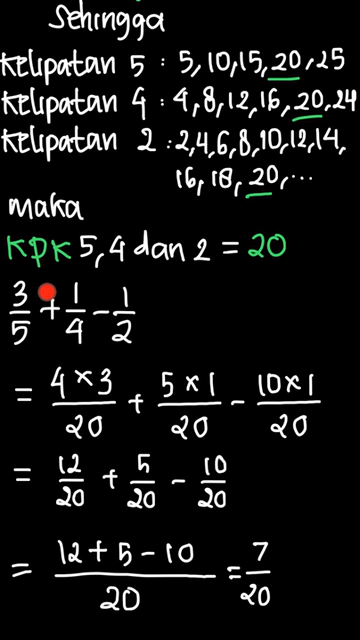 Sehingga
Kelipatan 5 : 5, 10, 15, 20, 25
Kelipatan 4 : 4, 8, 12, 16, 20, 24
Kelipatan 2 : 2, 4, 6, 8, 10, 12, 14,
16, 18, 20, ...
maka
KPK 5, 4 dan 2 = 20
3/5 + 1/4 - 1/2
= 4 × 3/20 + 5 × 1/20 - 10 × 1/20
= 12/20 + 5/20 - 10/20
= 12 + 5 - 10/20 = 7/20